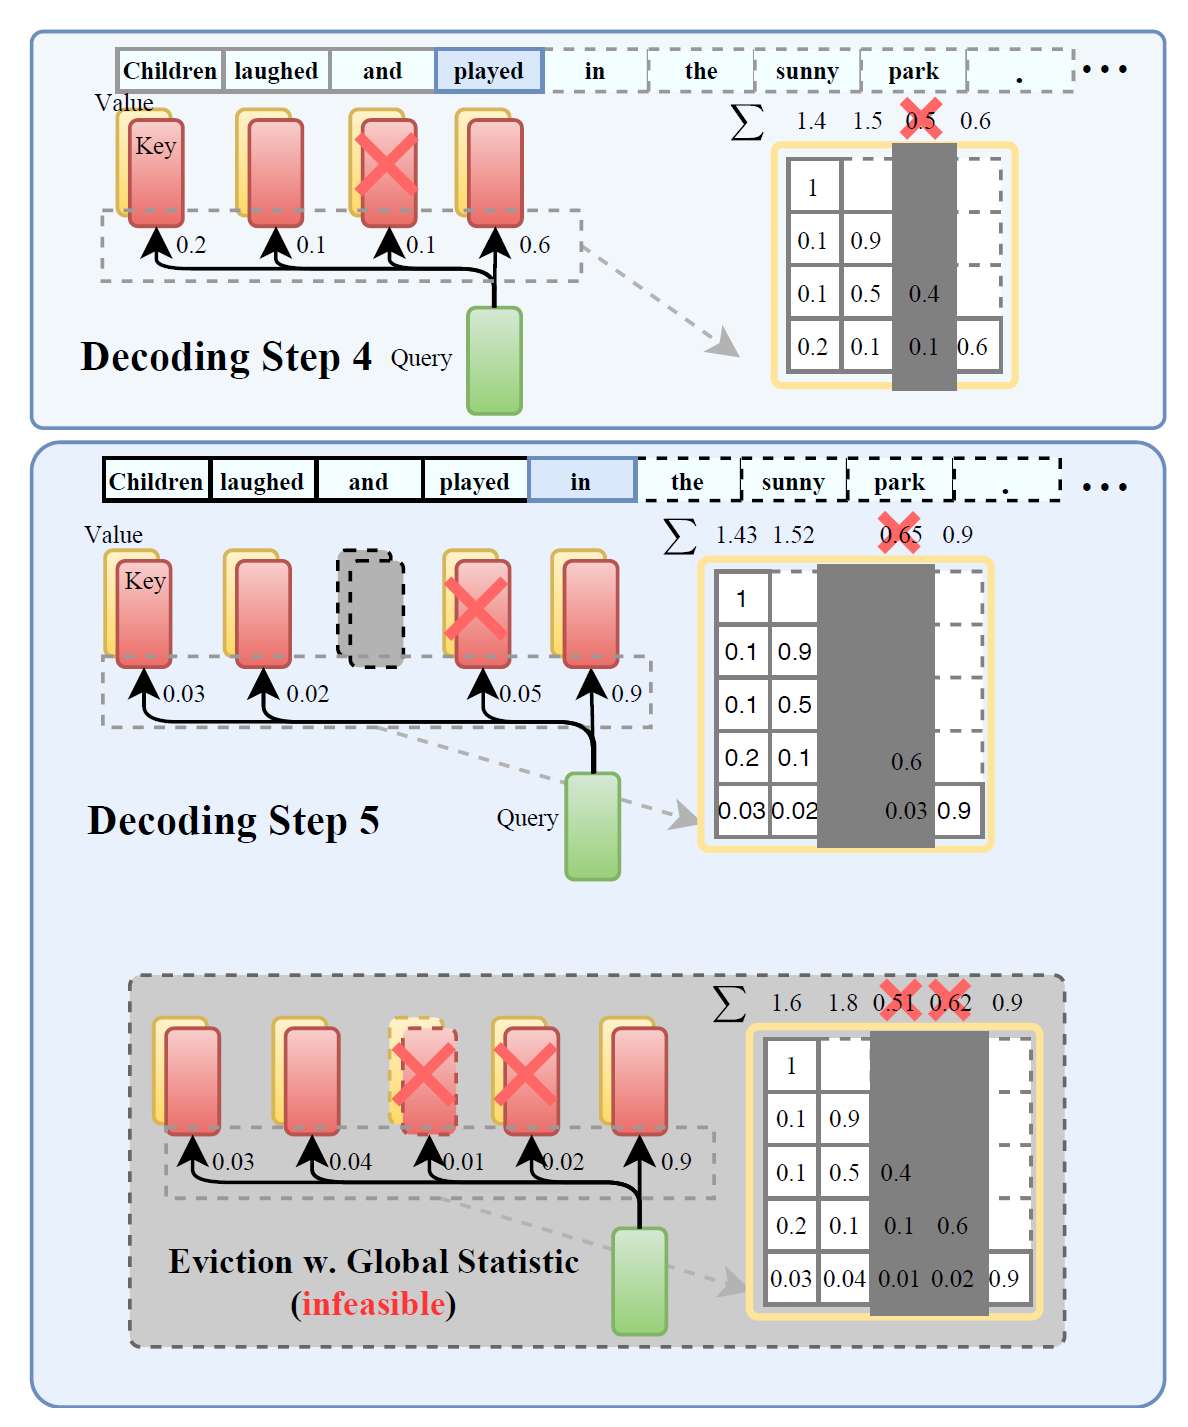 Children laughed and played in the sunny park . •••
Value
Key
∑ 1.4 1.5 0.5 0.6
0.2 0.1 0.1 0.6
1
0.1 0.9
0.1 0.5 0.4
0.2 0.1 0.1 0.6
Decoding Step 4
Query
Children laughed and played in the sunny park . •••
Value
Key
∑ 1.43 1.52 0.65 0.9
0.03 0.02 0.05 0.9
1
0.1 0.9
0.1 0.5
0.2 0.1 0.6
0.03 0.02 0.03 0.9
Decoding Step 5
Query
∑ 1.6 1.8 0.51 0.62 0.9
0.03 0.04 0.01 0.02 0.9
1
0.1 0.9
0.1 0.5 0.4
0.2 0.1 0.1 0.6
0.03 0.04 0.01 0.02 0.9
Eviction w. Global Statistic
(infeasible)